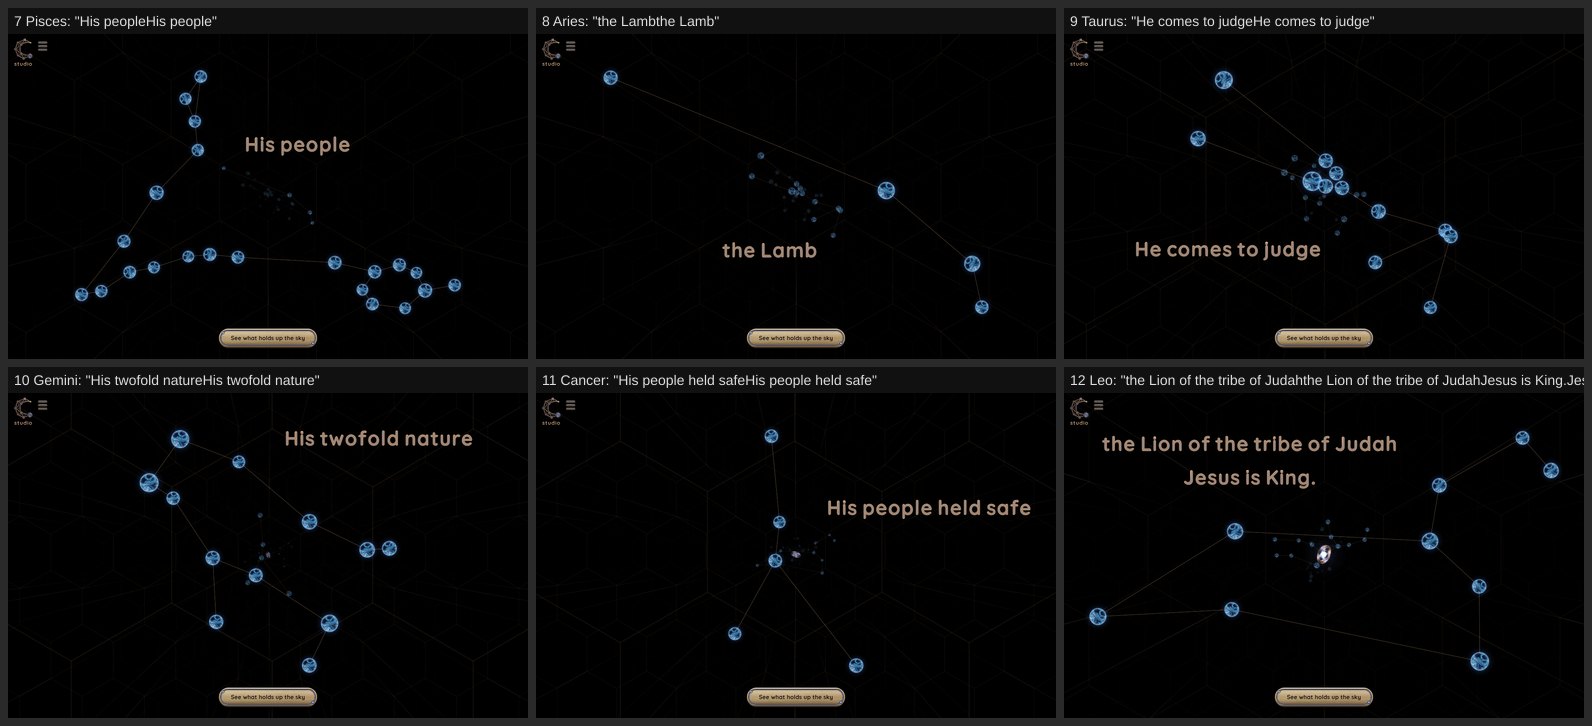 7 Pisces: "His peopleHis people"
studio
His people
See what holds up the sky
8 Aries: "the Lambthe Lamb"
studio
the Lamb
See what holds up the sky
9 Taurus: "He comes to judgeHe comes to judge"
studio
He comes to judge
See what holds up the sky
10 Gemini: "His twofold natureHis twofold nature"
studio
His twofold nature
See what holds up the sky
11 Cancer: "His people held safeHis people held safe"
studio
His people held safe
See what holds up the sky
12 Leo: "the Lion of the tribe of Judahthe Lion of the tribe of JudahJesus is King.Jes
studio
the Lion of the tribe of Judah
Jesus is King.
See what holds up the sky